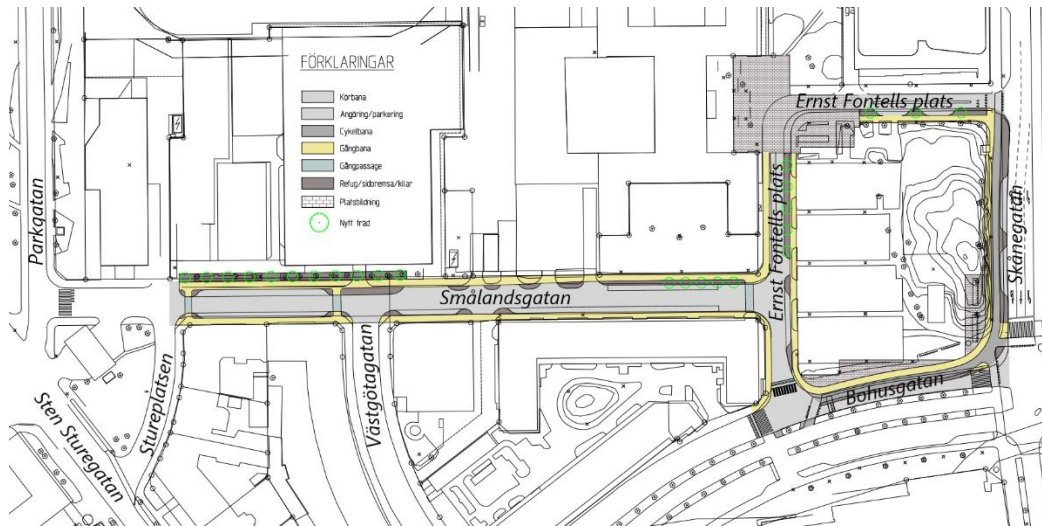 FÖRKLARINGAR
Körbana
Angöring/parkering
Cykelbana
Gångbana
Gångpassage
Refug/sidoremsa/kilar
Platsbildning
Nytt träd
Ernst Fontells plats
Ernst Fontells plats
Parkgatan
Skånegatan
Smålandsgatan
Stureplatsen
Västgötagatan
Bohusgatan
Sten Sturegatan